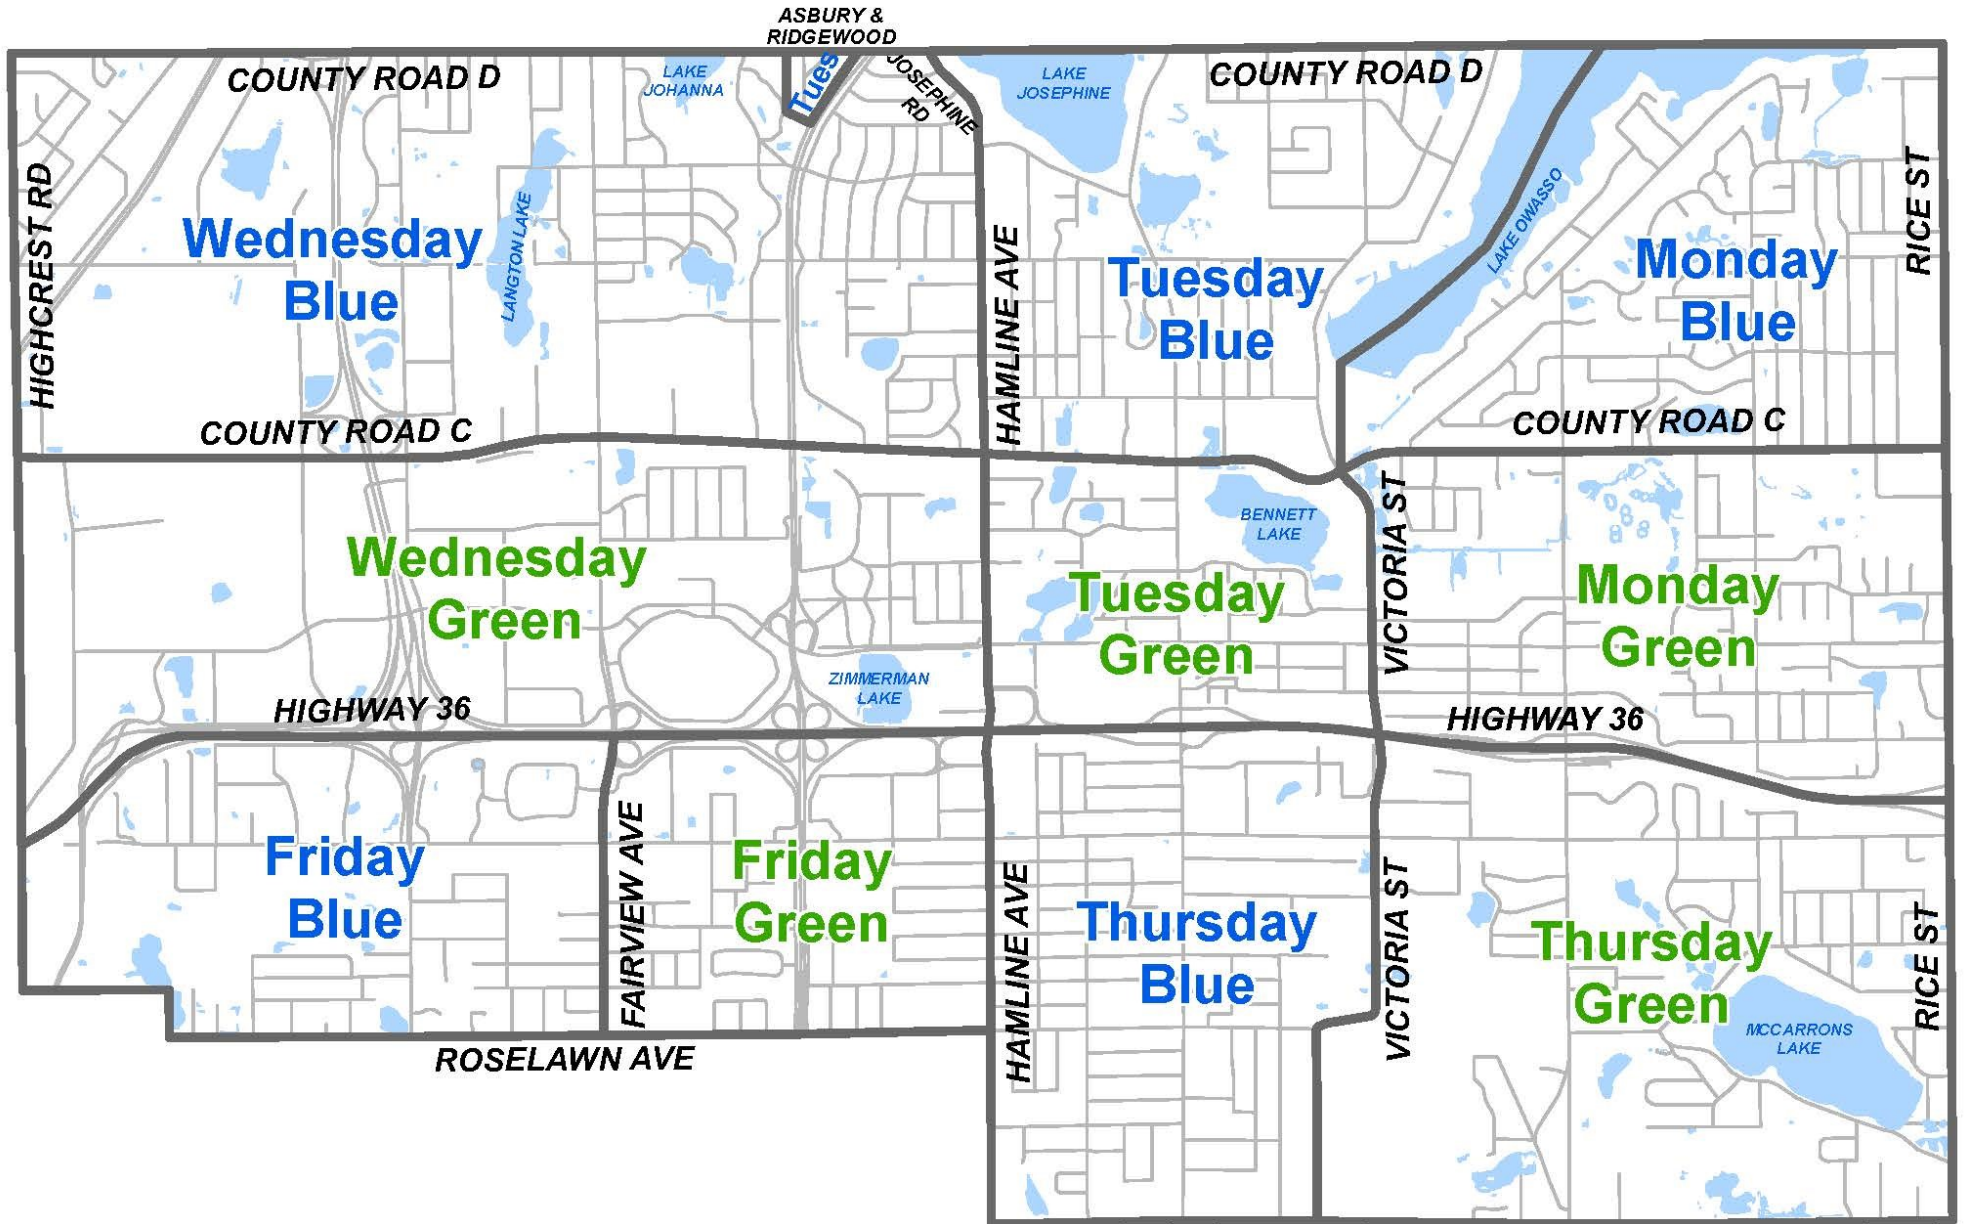 ASBURY &
RIDGEWOOD
COUNTY ROAD D
LAKE
JOHANNA
Tues
JOSEPHINE
RD
LAKE
JOSEPHINE
COUNTY ROAD D
HIGHCREST RD
Wednesday
Blue
LANGTON LAKE
HAMLINE AVE
Tuesday
Blue
LAKE OWASSO
Monday
Blue
RICE ST
COUNTY ROAD C
COUNTY ROAD C
Wednesday
Green
BENNETT
LAKE
Tuesday
Green
VICTORIA ST
Monday
Green
ZIMMERMAN
LAKE
HIGHWAY 36
HIGHWAY 36
Friday
Blue
FAIRVIEW AVE
Friday
Green
HAMLINE AVE
Thursday
Blue
VICTORIA ST
Thursday
Green
RICE ST
MCCARRONS
LAKE
ROSELAWN AVE